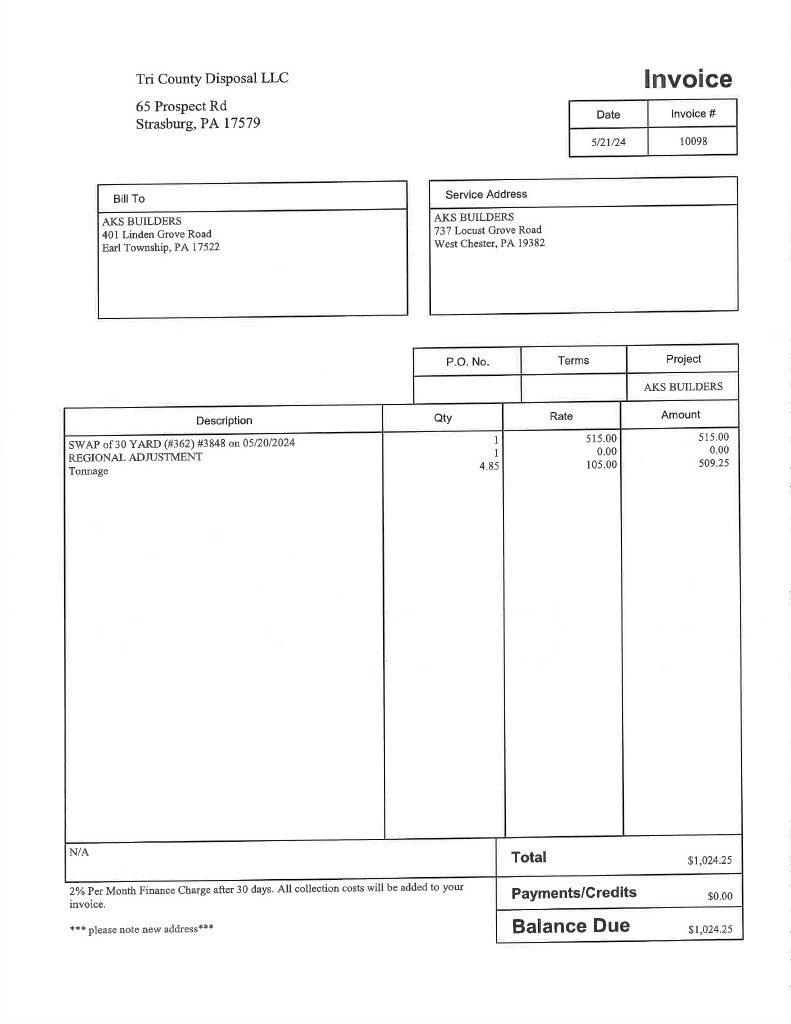 Tri County Disposal LLC
65 Prospect Rd
Strasburg, PA 17579
Invoice
Date Invoice #
5/21/24 10098
Bill To
AKS BUILDERS
401 Linden Grove Road
Earl Township, PA 17522
Service Address
AKS BUILDERS
737 Locust Grove Road
West Chester, PA 19382
P.O. No. Terms Project
AKS BUILDERS
Description Qty Rate Amount
SWAP of 30 YARD (#362) #3848 on 05/20/2024 1 515.00 515.00
REGIONAL ADJUSTMENT 1 0.00 0.00
Tonnage 4.85 105.00 509.25
N/A
Total $1,024.25
2% Per Month Finance Charge after 30 days. All collection costs will be added to your
invoice.
*** please note new address***
Payments/Credits $0.00
Balance Due $1,024.25